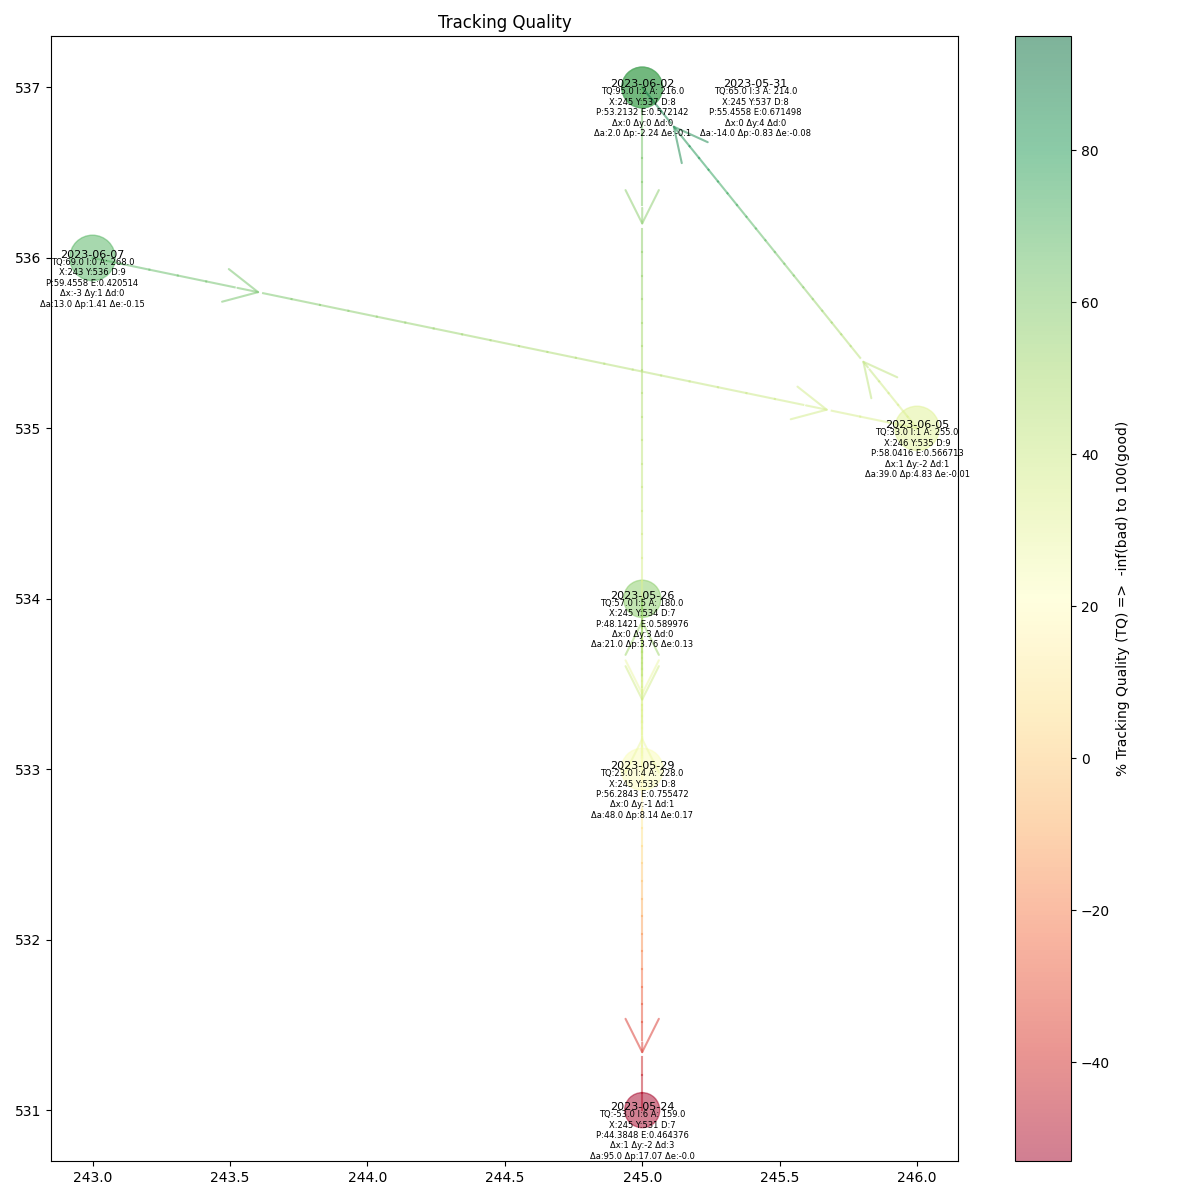 Tracking Quality
2023-06-02
TQ:95.0 I:2 A: 216.0
X:245 Y:537 D:8
P:53.2132 E:0.572142
Δx:0 Δy:0 Δd:0
Δa:2.0 Δp:-2.24 Δe:-0.1
2023-05-31
TQ:65.0 I:3 A: 214.0
X:245 Y:537 D:8
P:55.4558 E:0.671498
Δx:0 Δy:4 Δd:0
Δa:-14.0 Δp:-0.83 Δe:-0.08
2023-06-07
TQ:69.0 I:0 A: 268.0
X:243 Y:536 D:9
P:59.4558 E:0.420514
Δx:-3 Δy:1 Δd:0
Δa:13.0 Δp:1.41 Δe:-0.15
2023-06-05
TQ:33.0 I:1 A: 255.0
X:246 Y:535 D:9
P:58.0416 E:0.566713
Δx:1 Δy:-2 Δd:1
Δa:39.0 Δp:4.83 Δe:-0.01
2023-05-26
TQ:57.0 I:5 A: 180.0
X:245 Y:534 D:7
P:48.1421 E:0.589976
Δx:0 Δy:3 Δd:0
Δa:21.0 Δp:3.76 Δe:0.13
2023-05-29
TQ:23.0 I:4 A: 228.0
X:245 Y:533 D:8
P:56.2843 E:0.755472
Δx:0 Δy:-1 Δd:1
Δa:48.0 Δp:8.14 Δe:0.17
2023-05-24
TQ:-53.0 I:6 A: 159.0
X:245 Y:531 D:7
P:44.3848 E:0.464376
Δx:1 Δy:-2 Δd:3
Δa:95.0 Δp:17.07 Δe:-0.0
537
536
535
534
533
532
531
243.0
243.5
244.0
244.5
245.0
245.5
246.0
80
60
40
20
0
−20
−40
% Tracking Quality (TQ) => -inf(bad) to 100(good)